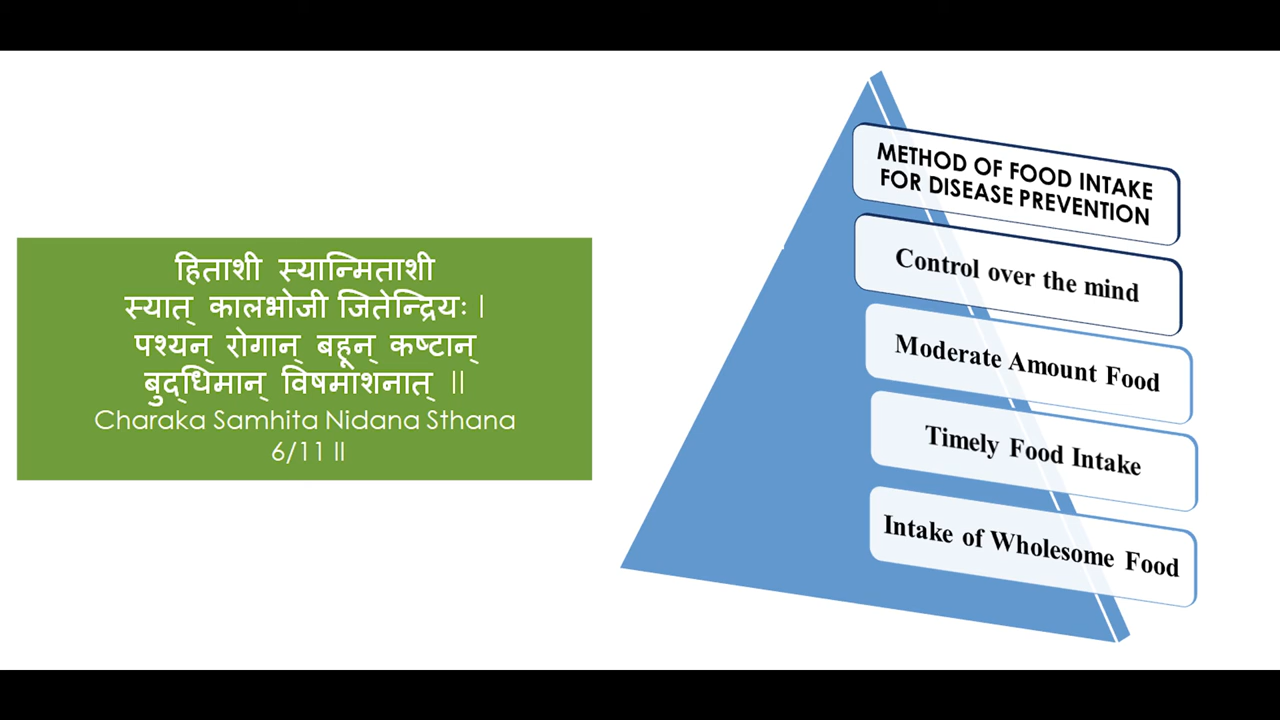 हिताशी स्यान्मिताशी
स्यात् कालभोजी जितेन्द्रियः |
पश्यन् रोगान् बहून् कष्टान्
बुद्धिमान् विषमाशनात् ||
Charaka Samhita Nidana Sthana
6/11 ||
METHOD OF FOOD INTAKE
FOR DISEASE PREVENTION
Control over the mind
Moderate Amount Food
Timely Food Intake
Intake of Wholesome Food